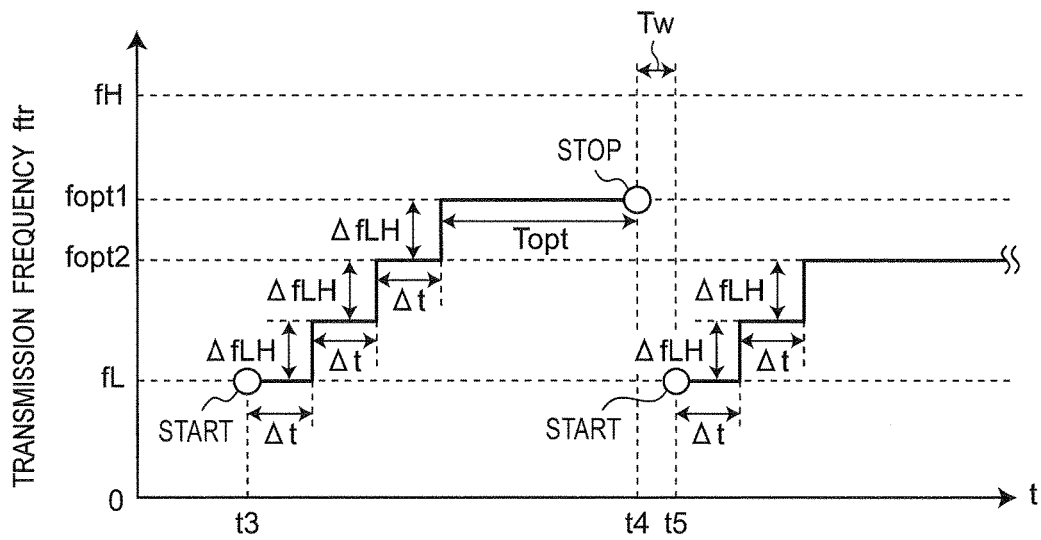 Tw
fH
STOP
fopt1
ΔfLH
Topt
fopt2
ΔfLH
Δt
ΔfLH
ΔfLH
Δt
ΔfLH
Δt
fL
START
Δt
START
Δt
0
t
t3
t4
t5
TRANSMISSION FREQUENCY ftr